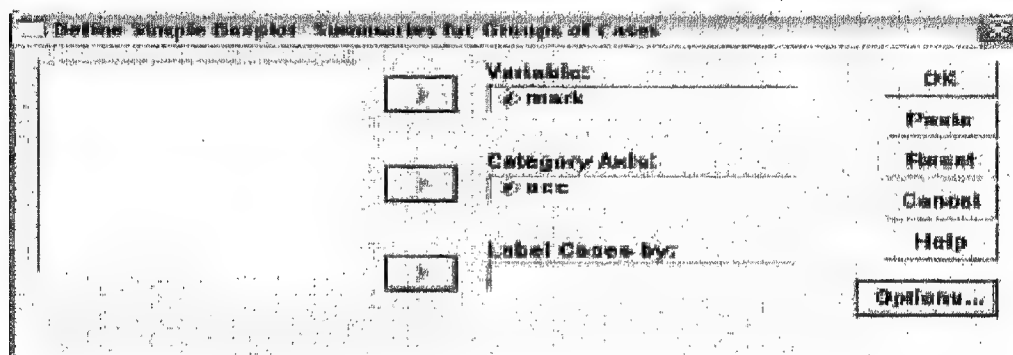 Define Simple Boxplot: Summaries for Groups of Cases
Variable:
mark
OK
Paste
Category Axis:
Reset
Cancel
Label Cases by:
Help
Options...